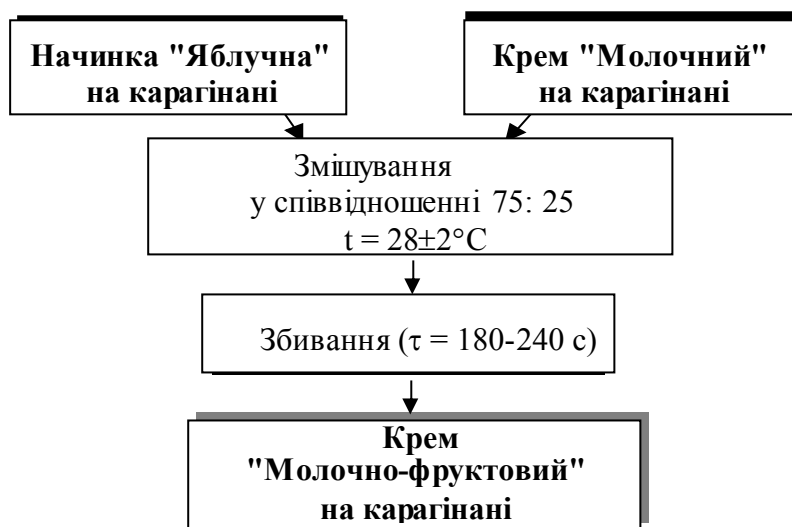 Начинка "Яблучна"
на карагінані
Крем "Молочний"
на карагінані
Змішування
у співвідношенні 75: 25
t = 28±2°C
Збивання (τ = 180-240 с)
Крем
"Молочно-фруктовий"
на карагінані